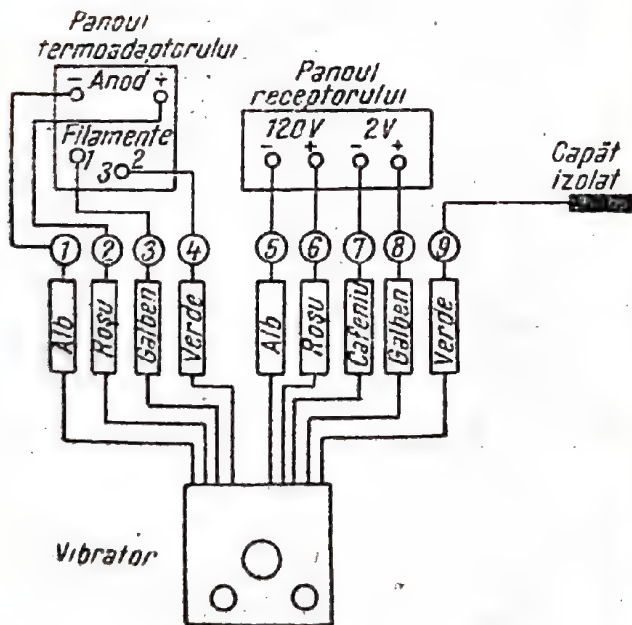 Panoul
termoadaptorului
- Anod +
Filamente
1 3 2
Panoul
receptorului
120V 2V
- + - +
Capăt
izolat
1 2 3 4 5 6 7 8 9
Alb
Roșu
Galben
Verde
Alb
Roșu
Cafeniu
Galben
Verde
Vibrator